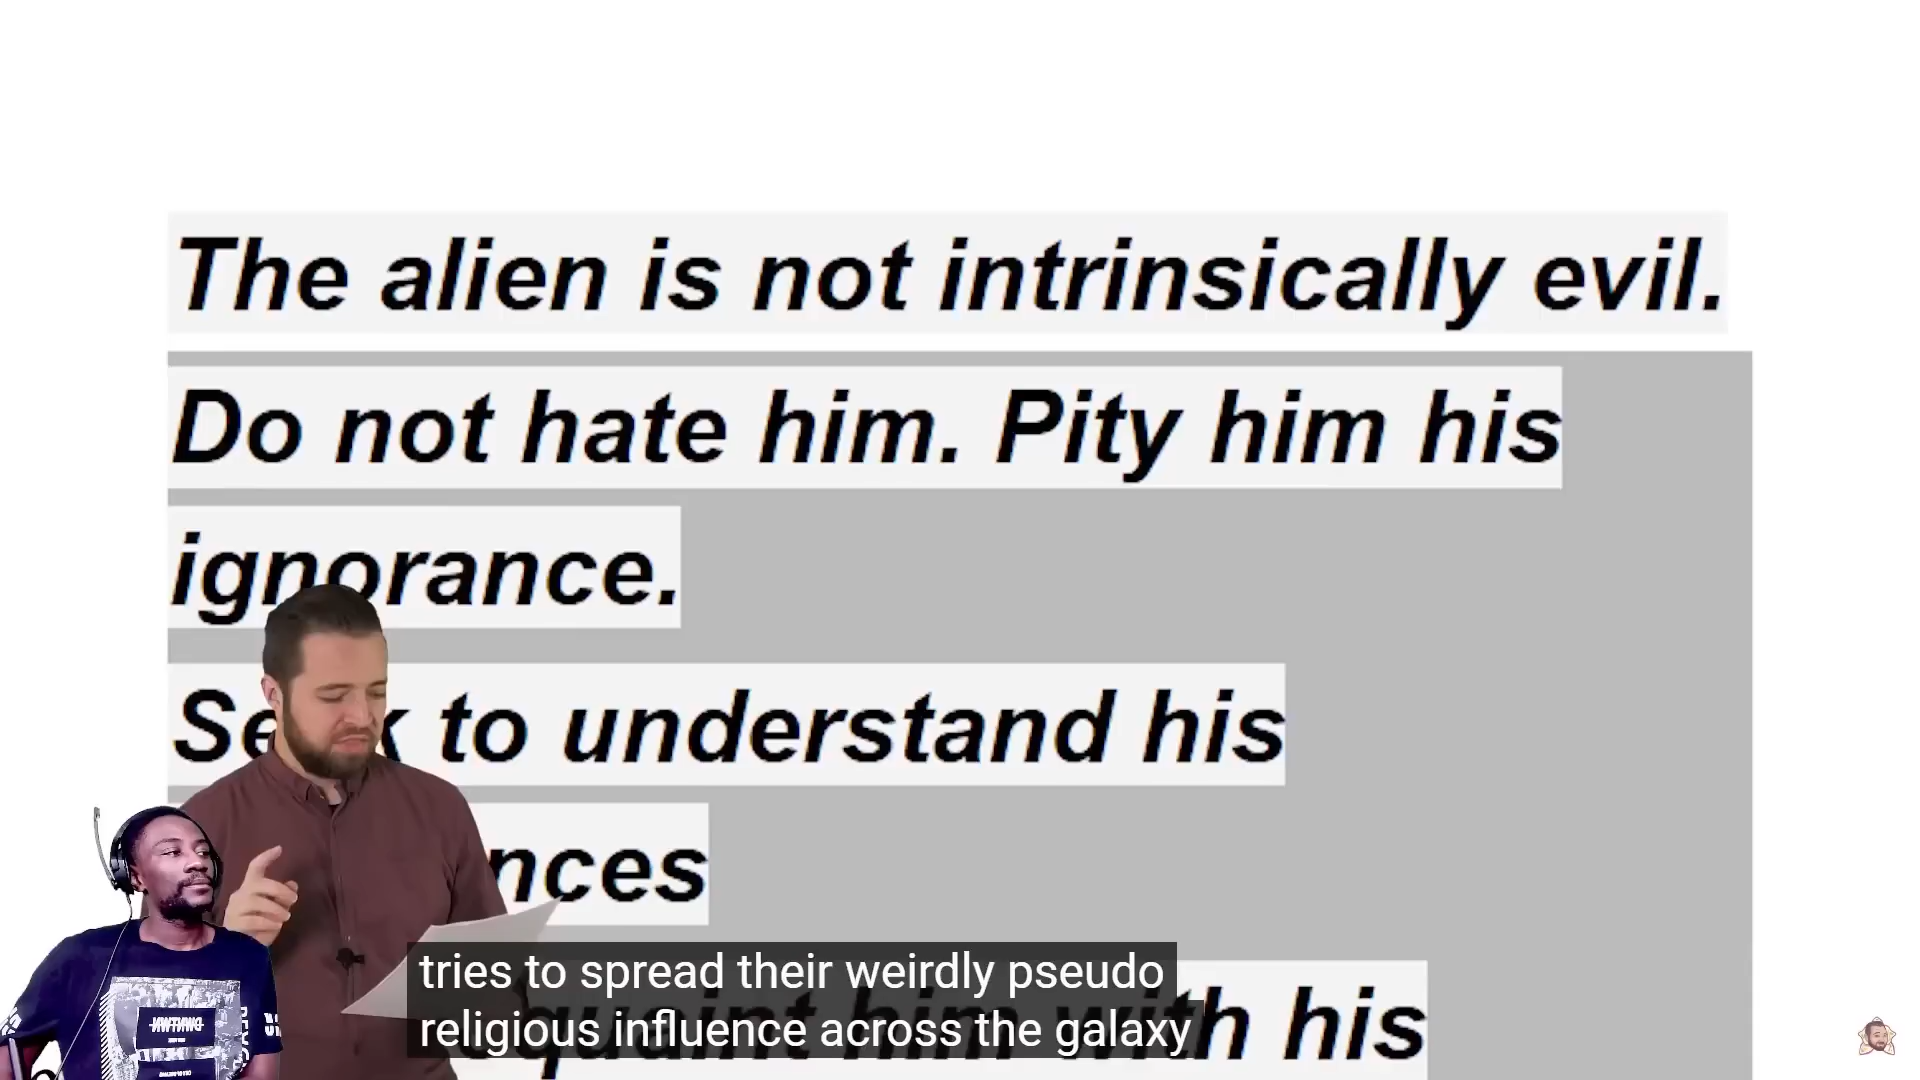 The alien is not intrinsically evil.
Do not hate him. Pity him his
ignorance.
to understand his
with his
tries to spread their weirdly pseudo
religious influence across the galaxy